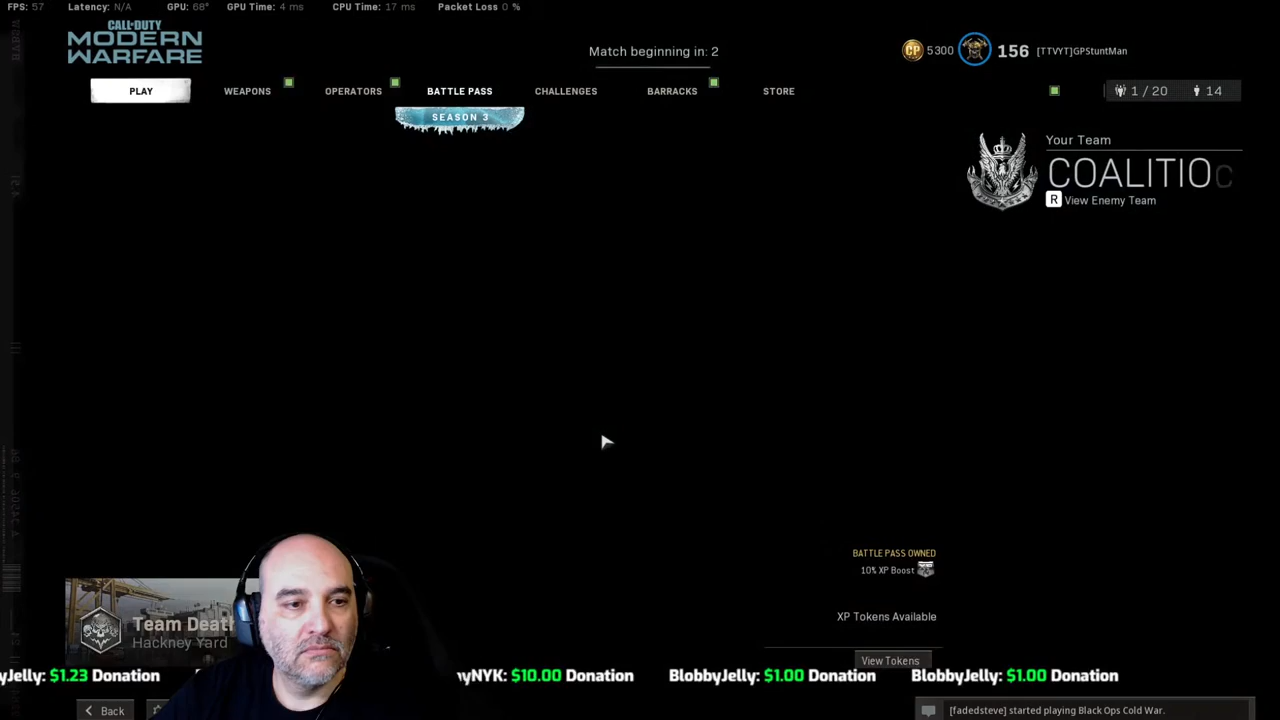 FPS: 57 Latency: N/A GPU: 68° GPU Time: 4 ms CPU Time: 17 ms Packet Loss 0 %
CALL·DUTY
MODERN
WARFARE
Match beginning in: 2
CP 5300 156 [TTVYT]GPStuntMan
PLAY WEAPONS OPERATORS BATTLE PASS CHALLENGES BARRACKS STORE 1 / 20 14
SEASON 3
Your Team
COALITIO
R View Enemy Team
BATTLE PASS OWNED
10% XP Boost
XP Tokens Available
Team Deat
Hackney Yard
View Tokens
yJelly: $1.23 Donation yNYK: $10.00 Donation BlobbyJelly: $1.00 Donation BlobbyJelly: $1.00 Donation
Back
[fadedsteve] started playing Black Ops Cold War.